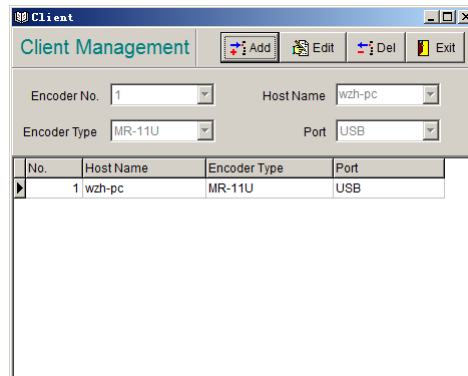 Client
Client Management Add Edit Del Exit
Encoder No. 1 Host Name wzh-pc
Encoder Type MR-11U Port USB
No. Host Name Encoder Type Port
1 wzh-pc MR-11U USB